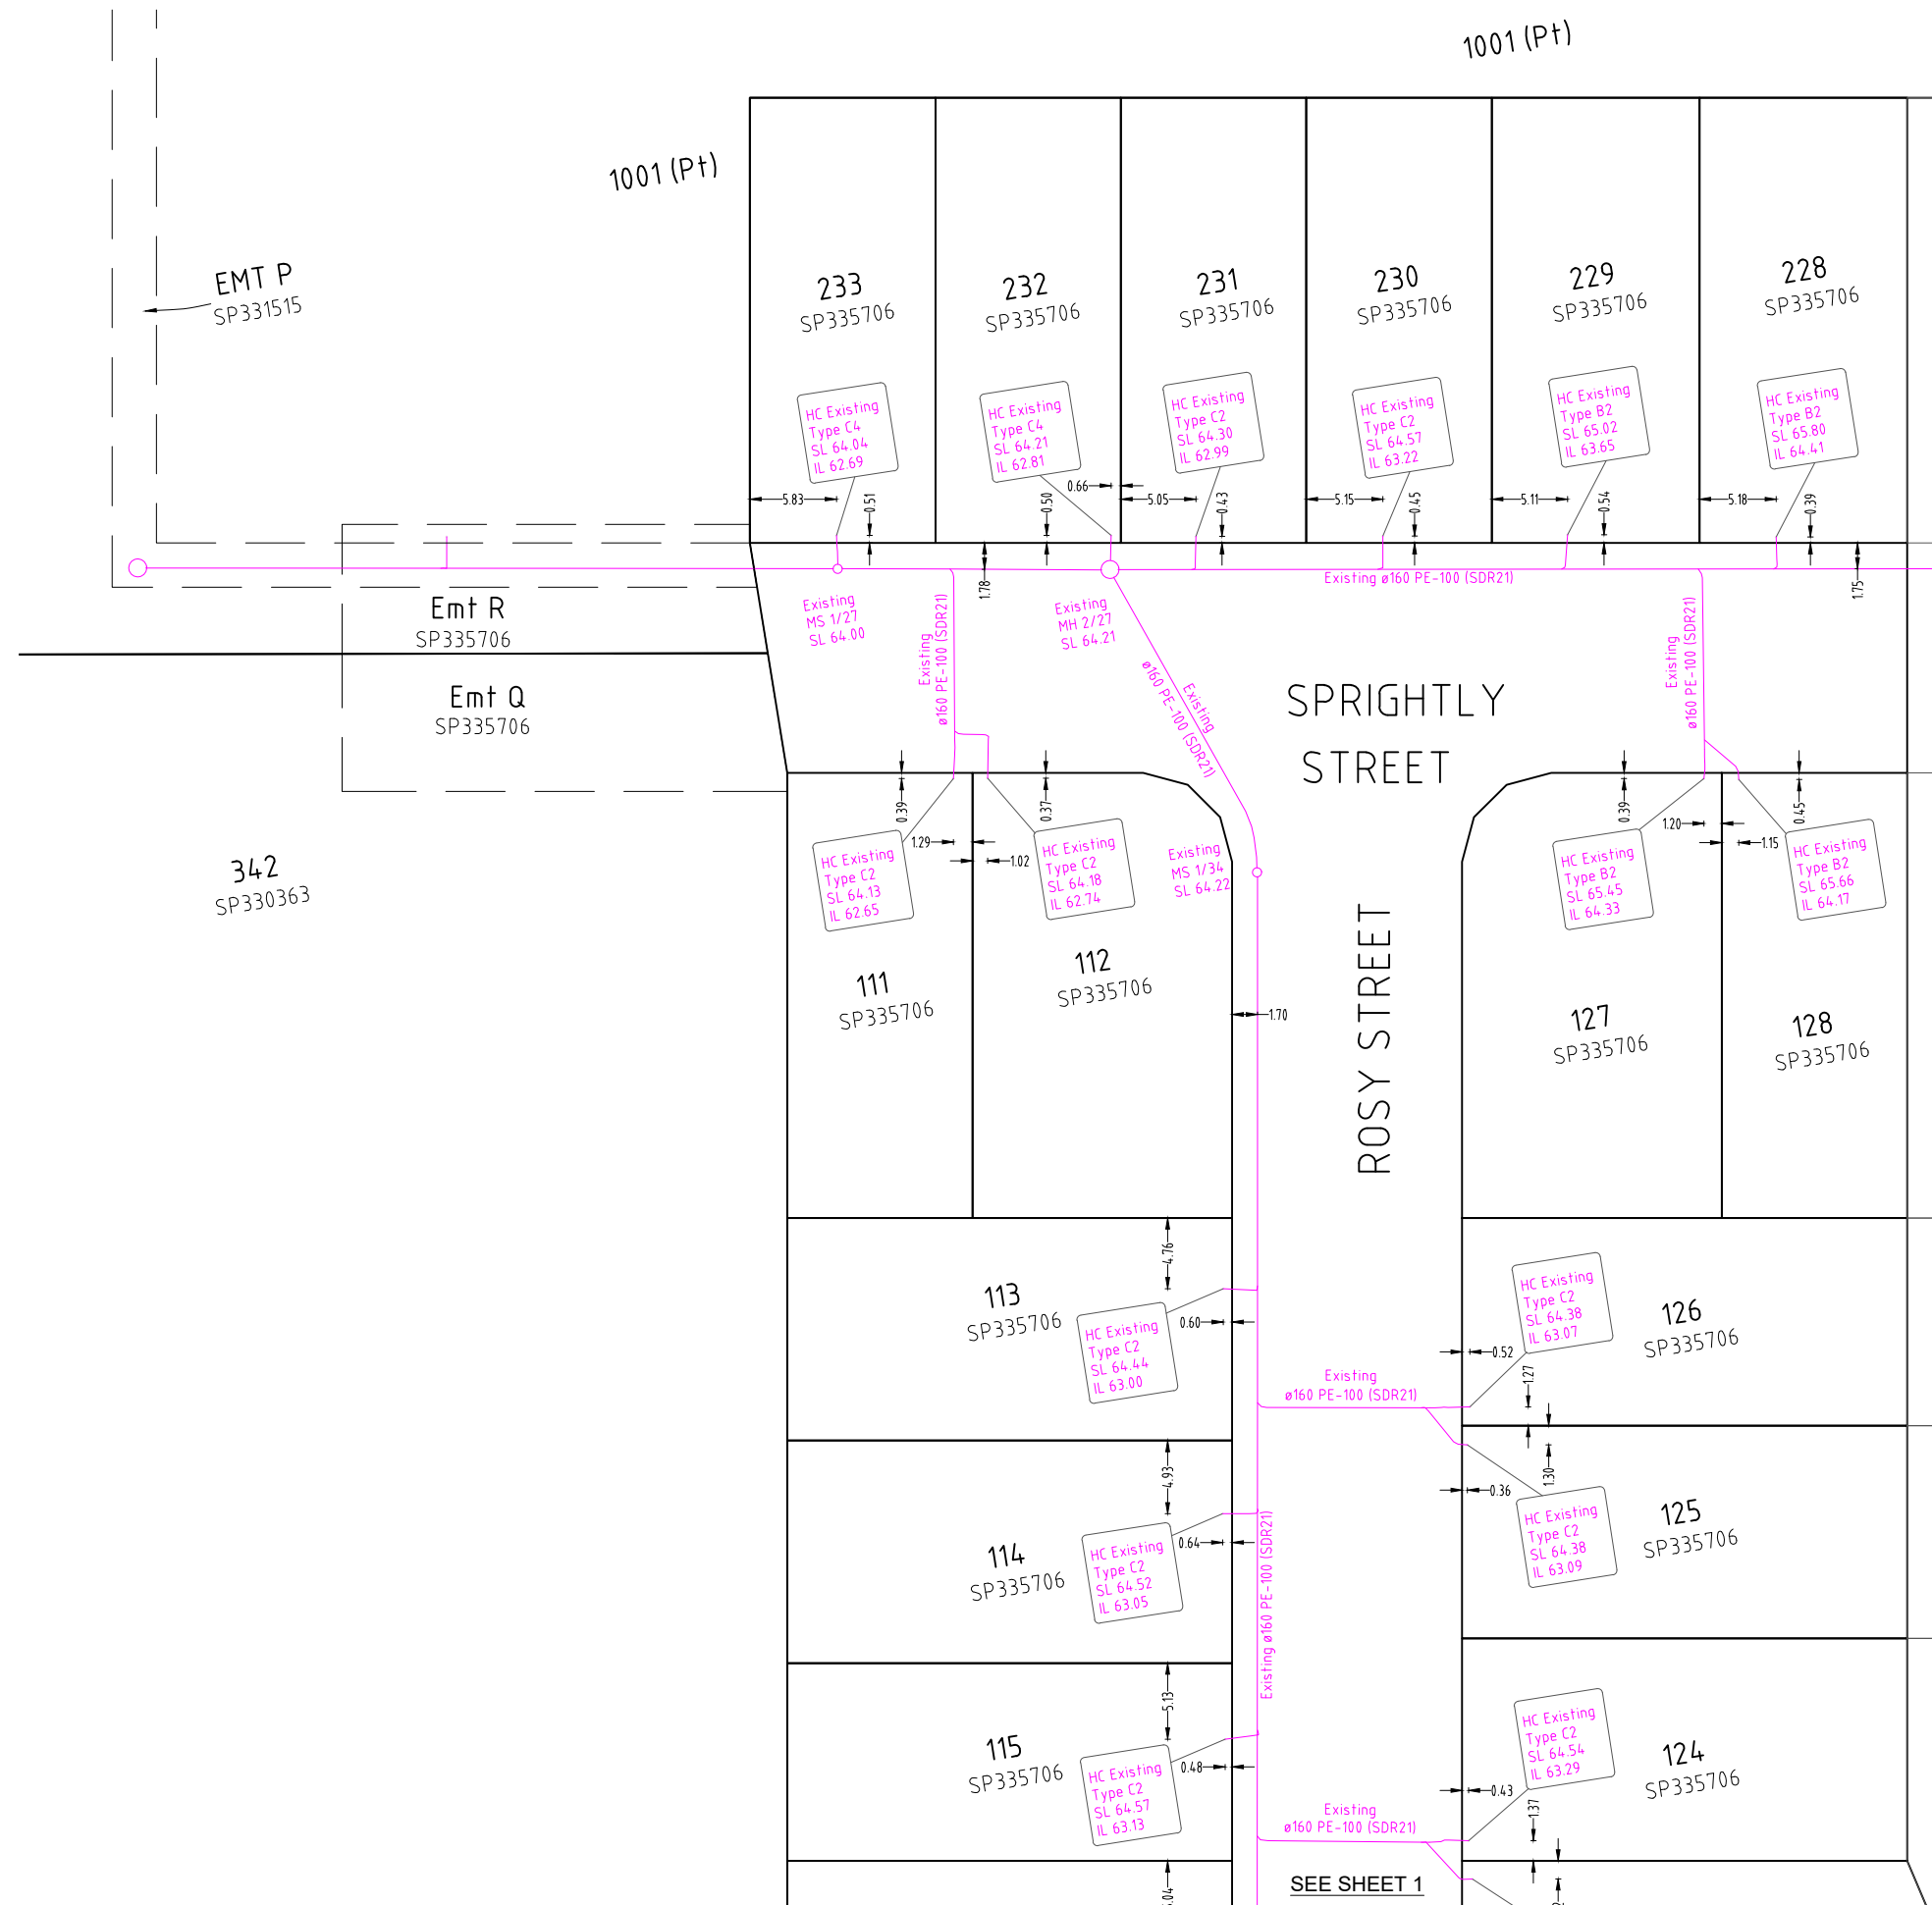 1001 (Pt)
1001 (Pt)
EMT P
SP331515
233
SP335706
232
SP335706
231
SP335706
230
SP335706
229
SP335706
228
SP335706
HC Existing
Type C4
SL 64.04
IL 62.69
HC Existing
Type C4
SL 64.21
IL 62.81
HC Existing
Type C2
SL 64.30
IL 62.99
HC Existing
Type C2
SL 64.57
IL 63.22
HC Existing
Type B2
SL 65.02
IL 63.65
HC Existing
Type B2
SL 65.80
IL 64.41
5.83
0.51
0.50
0.66
5.05
0.43
5.15
0.45
5.11
0.54
5.18
0.39
1.78
1.75
Existing ø160 PE-100 (SDR21)
Emt R
SP335706
Emt Q
SP335706
Existing
MS 1/27
SL 64.00
Existing
ø160 PE-100 (SDR21)
Existing
MH 2/27
SL 64.21
Existing
ø160 PE-100 (SDR21)
SPRIGHTLY
STREET
Existing
ø160 PE-100 (SDR21)
342
SP330363
0.39
1.29
1.02
0.37
HC Existing
Type C2
SL 64.13
IL 62.65
HC Existing
Type C2
SL 64.18
IL 62.74
Existing
MS 1/34
SL 64.22
0.39
1.20
1.15
0.45
HC Existing
Type B2
SL 65.45
IL 64.33
HC Existing
Type B2
SL 65.66
IL 64.17
111
SP335706
112
SP335706
1.70
ROSY STREET
127
SP335706
128
SP335706
4.76
113
SP335706
0.60
HC Existing
Type C2
SL 64.44
IL 63.00
HC Existing
Type C2
SL 64.38
IL 63.07
126
SP335706
0.52
1.27
Existing
ø160 PE-100 (SDR21)
4.93
114
SP335706
0.64
HC Existing
Type C2
SL 64.52
IL 63.05
1.30
0.36
HC Existing
Type C2
SL 64.38
IL 63.09
125
SP335706
Existing ø160 PE-100 (SDR21)
5.13
115
SP335706
0.48
HC Existing
Type C2
SL 64.57
IL 63.13
HC Existing
Type C2
SL 64.54
IL 63.29
124
SP335706
0.43
1.37
Existing
ø160 PE-100 (SDR21)
SEE SHEET 1